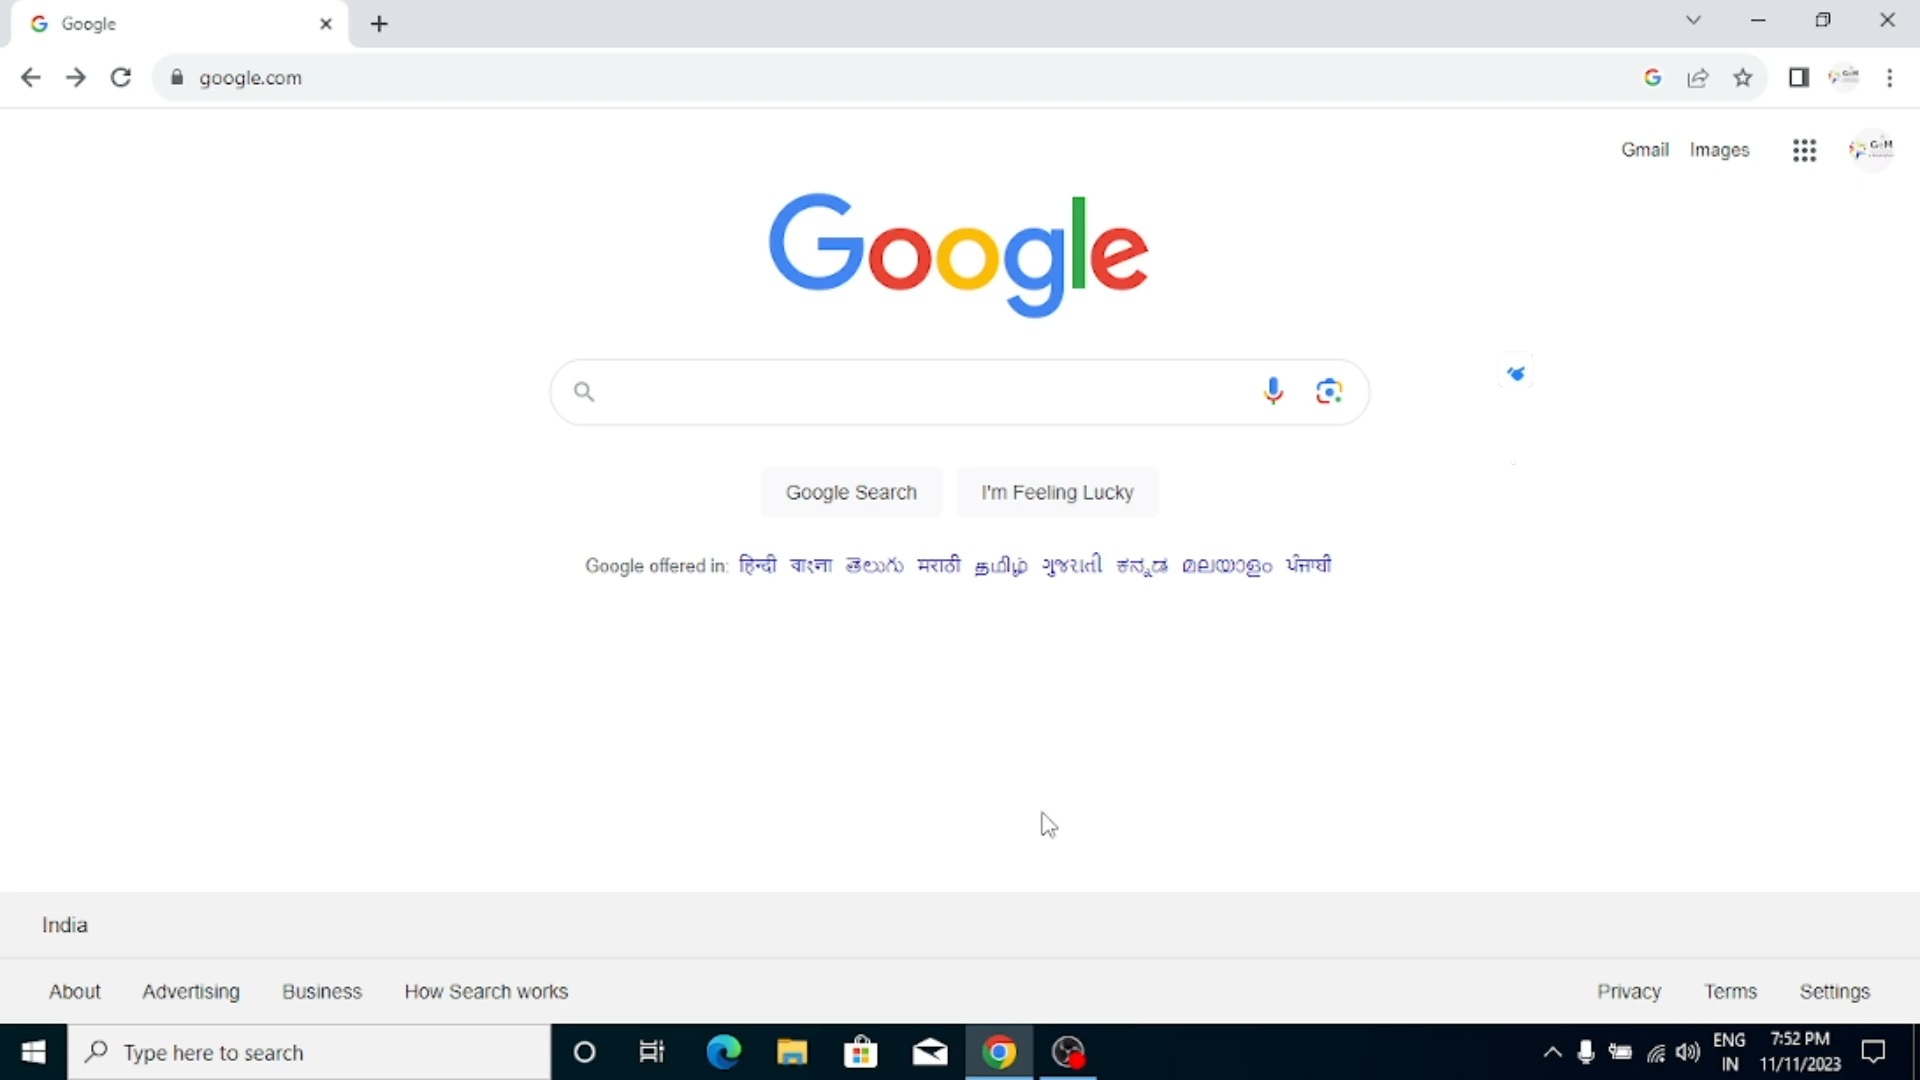 Google
google.com
Gmail Images
Google
Google Search I'm Feeling Lucky
Google offered in: हिन्दी বাংলা తెలుగు मराठी தமிழ் ગુજરાતી ಕನ್ನಡ മലയാളം ਪੰਜਾਬੀ
India
About Advertising Business How Search works Privacy Terms Settings
Type here to search
ENG 7:52 PM
IN 11/11/2023